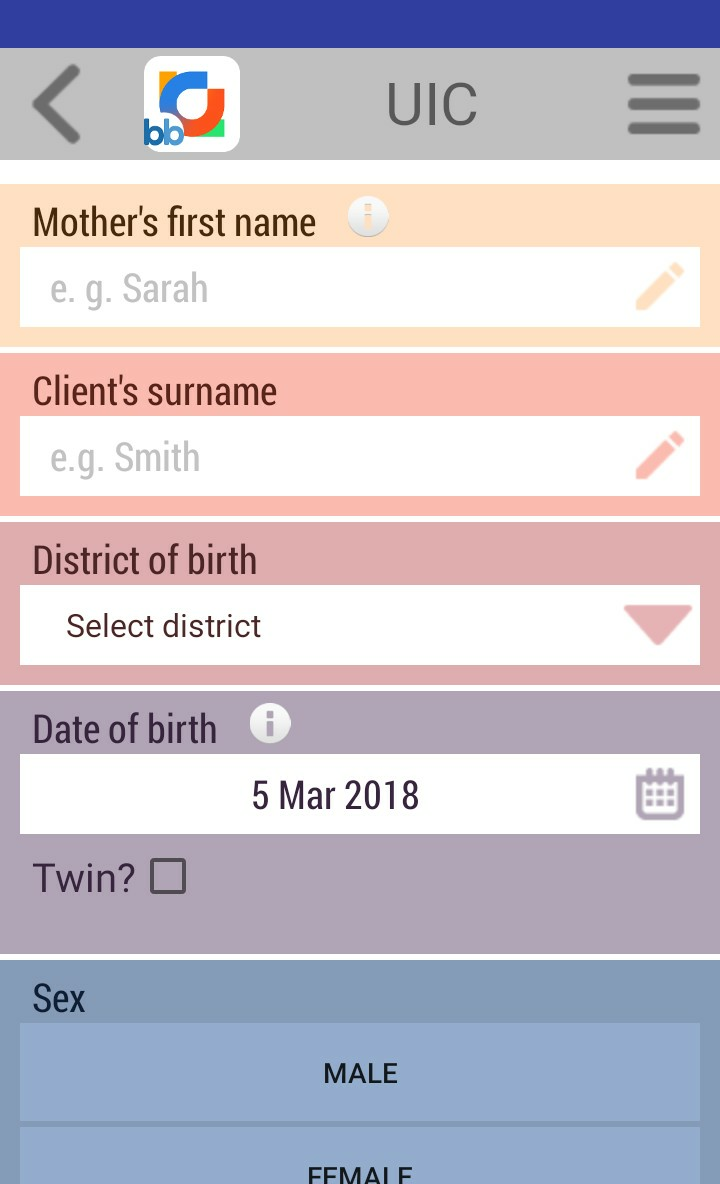 UIC
bb
Mother's first name
e. g. Sarah
Client's surname
e.g. Smith
District of birth
Select district
Date of birth
5 Mar 2018
Twin?
Sex
MALE
FEMALE